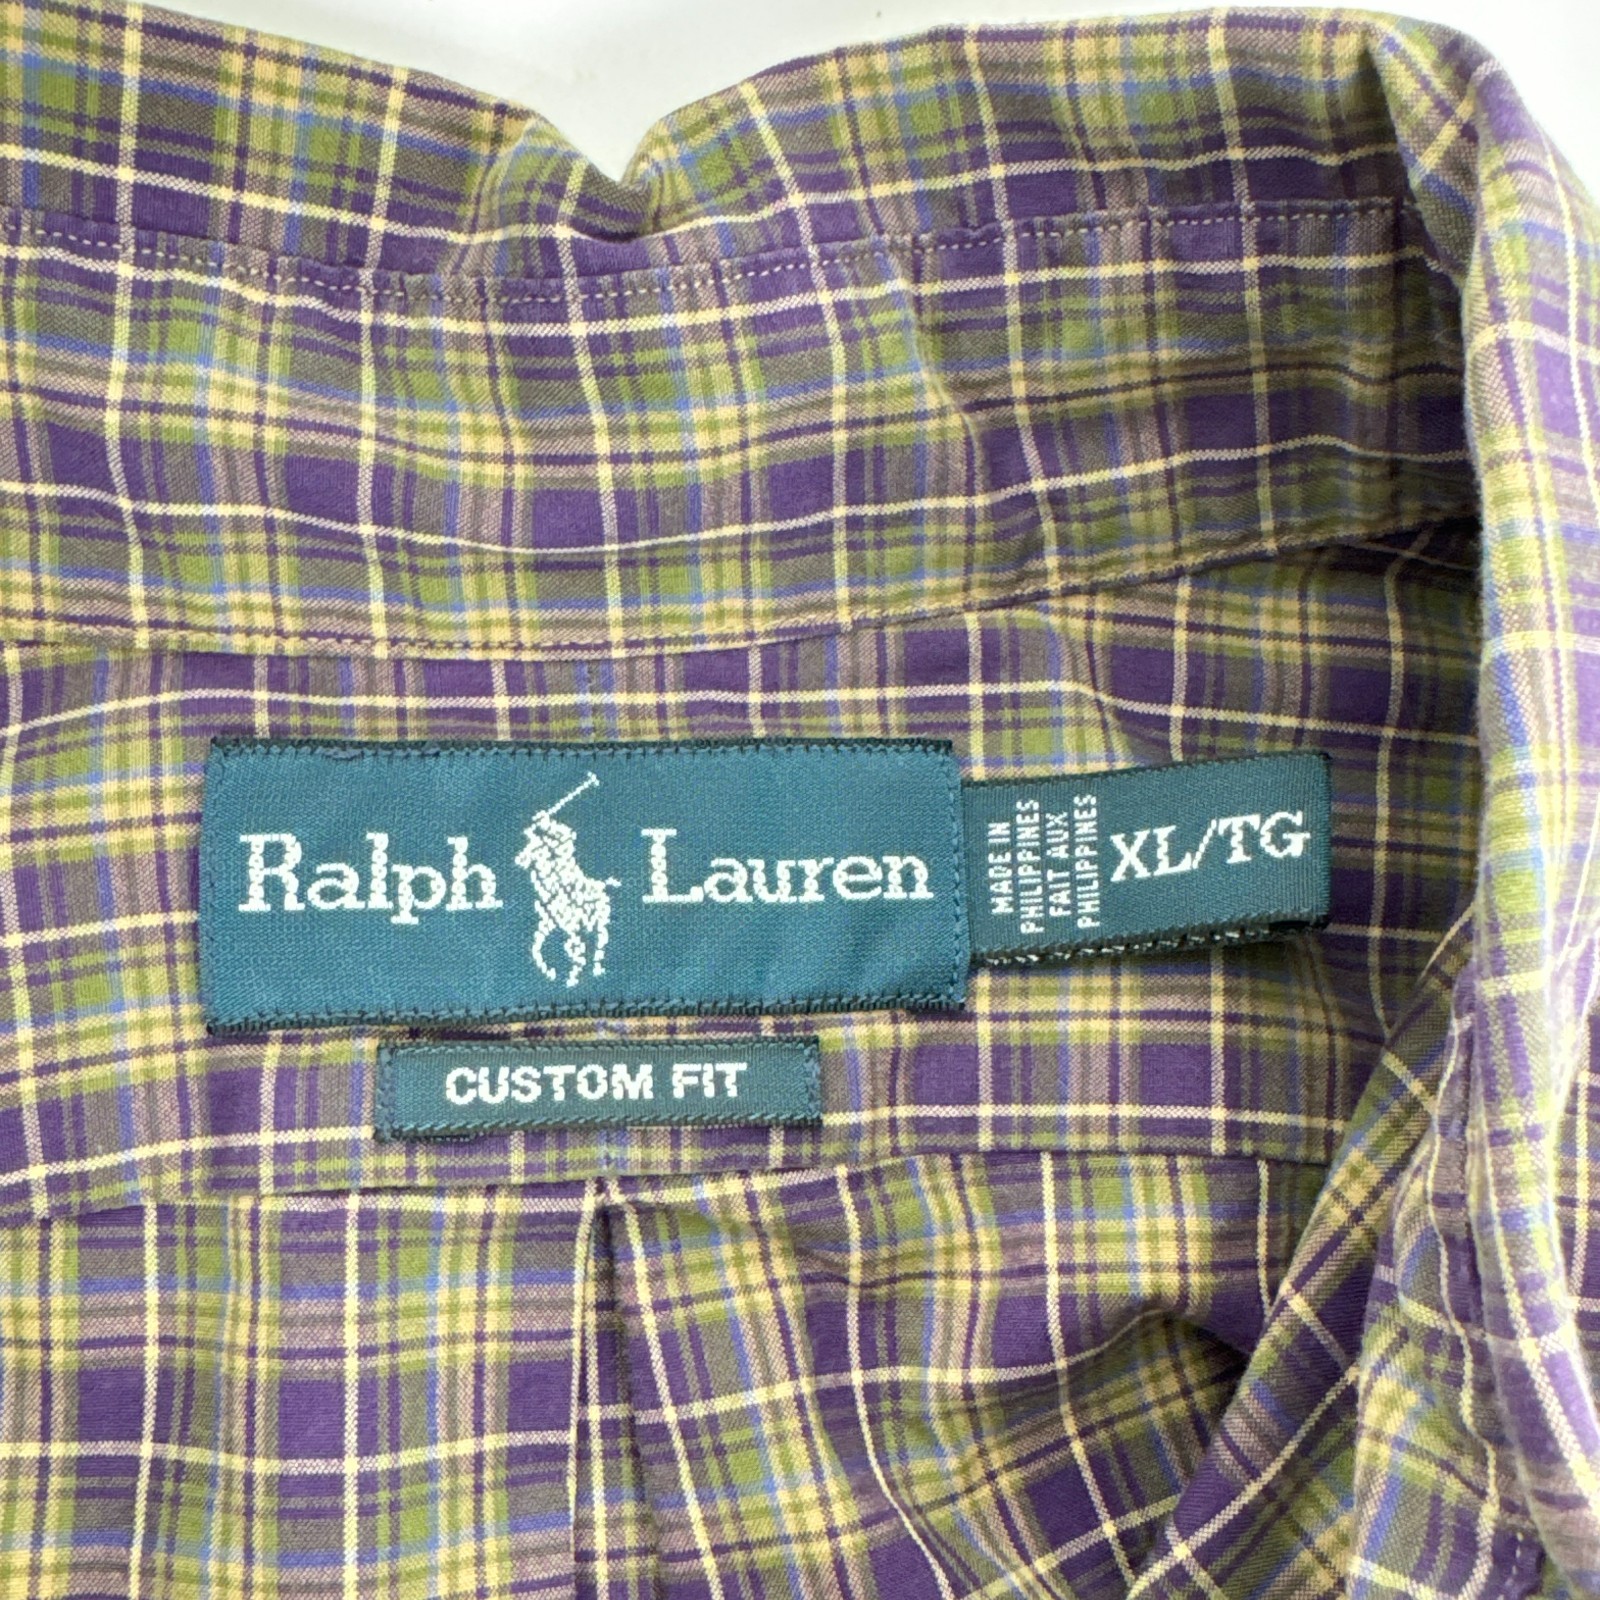 Ralph Lauren
MADE IN
PHILIPPINES
FAIT AUX
PHILIPPINES
XL/TG
CUSTOM FIT